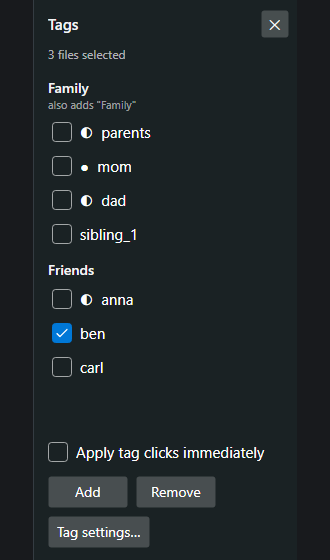 Tags
3 files selected
Family
also adds "Family"
parents
mom
dad
sibling_1
Friends
anna
ben
carl
Apply tag clicks immediately
Add Remove
Tag settings...